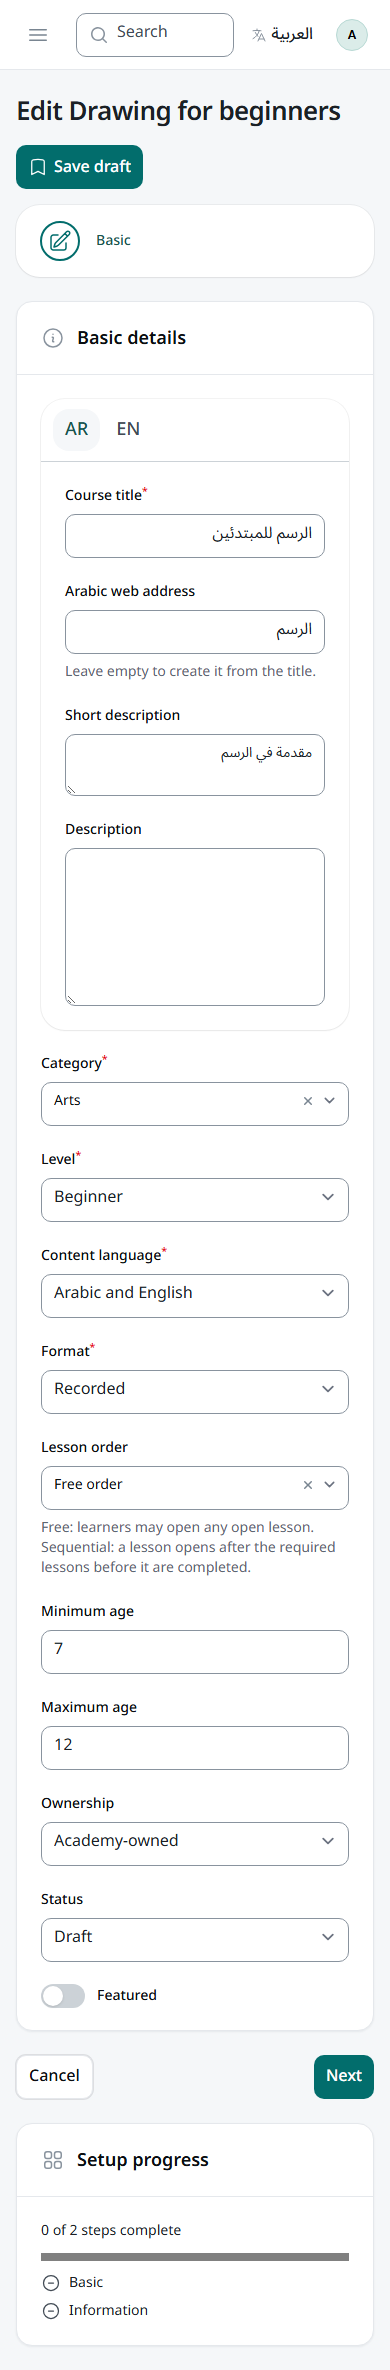 Search
العربية
A
Edit Drawing for beginners
Save draft
Basic
Basic details
AR
EN
Course title*
الرسم للمبتدئين
Arabic web address
الرسم
Leave empty to create it from the title.
Short description
مقدمة في الرسم
Description
Category*
Arts
Level*
Beginner
Content language*
Arabic and English
Format*
Recorded
Lesson order
Free order
Free: learners may open any open lesson.
Sequential: a lesson opens after the required
lessons before it are completed.
Minimum age
7
Maximum age
12
Ownership
Academy-owned
Status
Draft
Featured
Cancel
Next
Setup progress
0 of 2 steps complete
Basic
Information